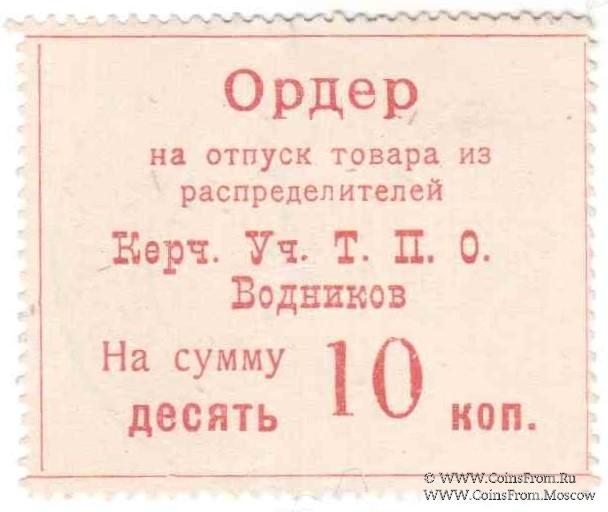 Ордер
на отпуск товара из
распределителей
Керч. Уч. Т. П. О.
Водников
На сумму 10
десять коп.
© WWW.CoinsFrom.Ru
WWW.CoinsFrom.Moscow